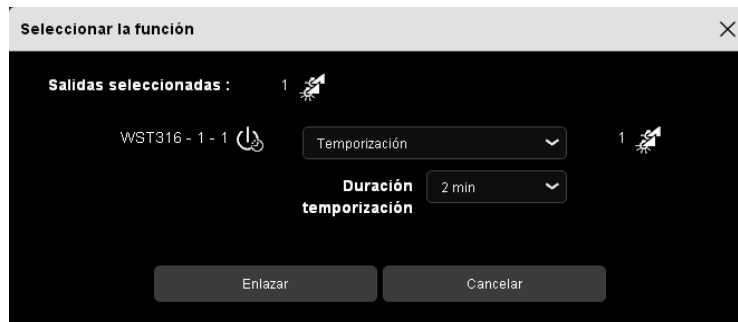 Seleccionar la función
Salidas seleccionadas : 1
WST316 - 1 - 1 Temporización 1
Duración temporización 2 min
Enlazar Cancelar